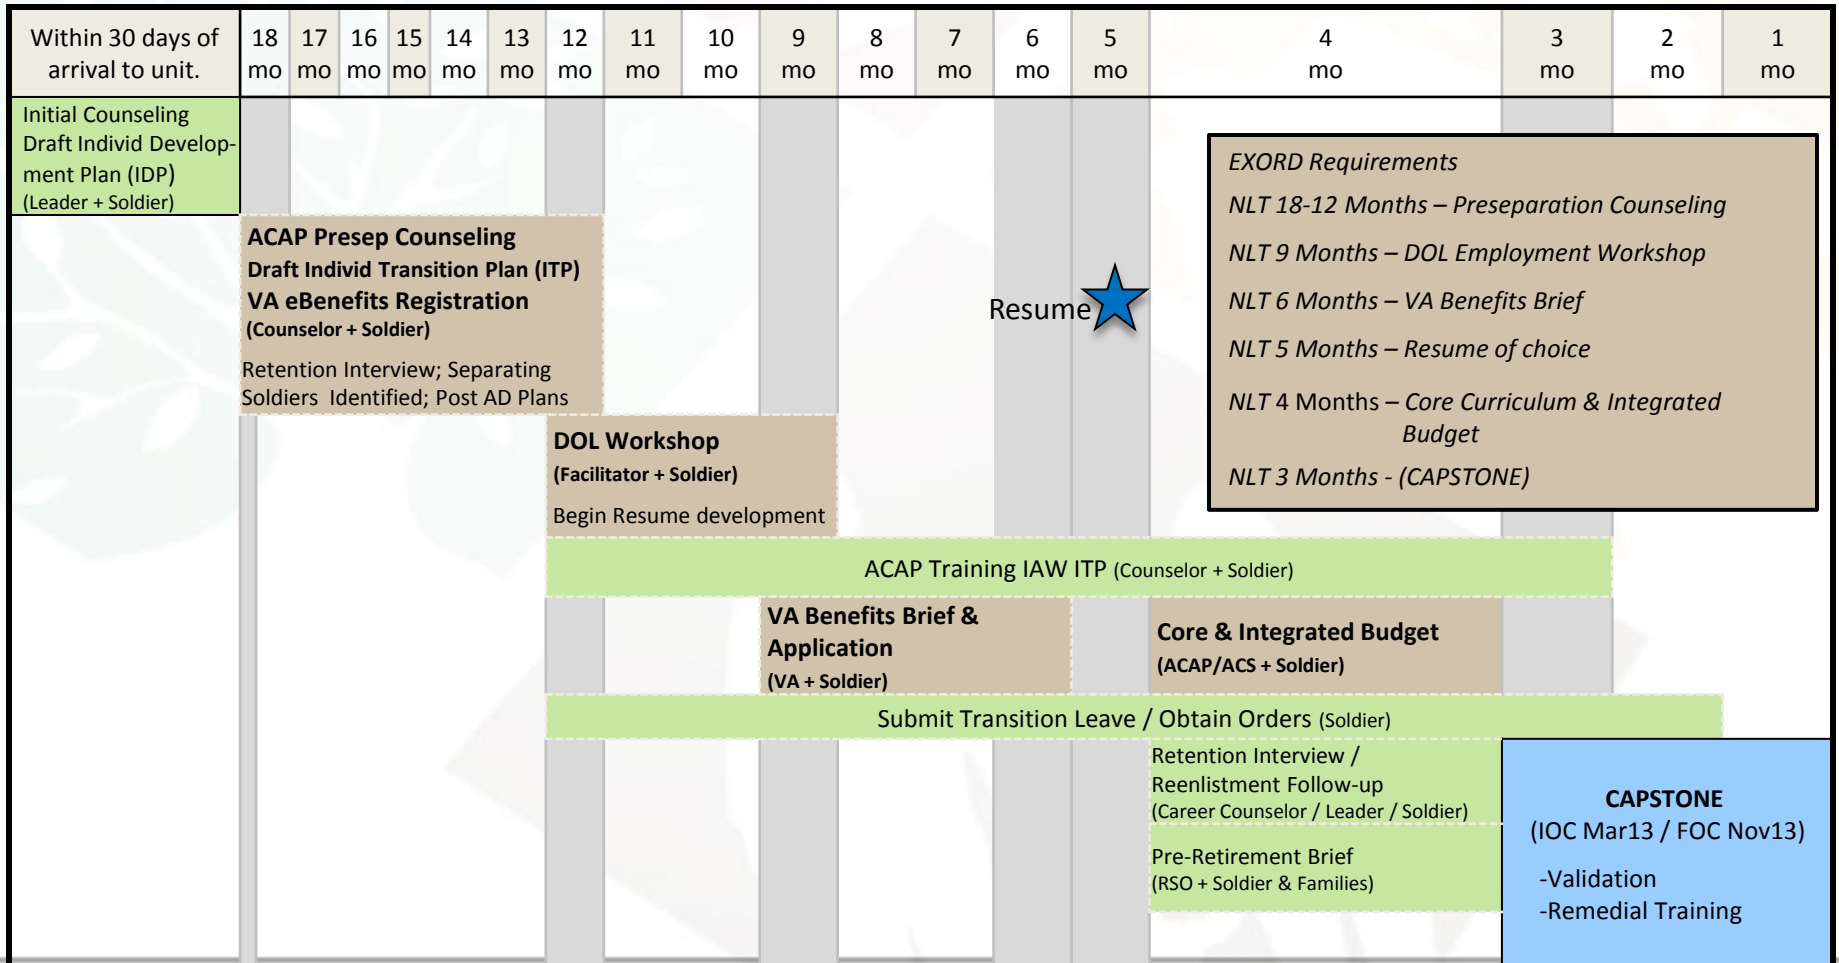 Within 30 days of
arrival to unit.
18
mo
17
mo
16
mo
15
mo
14
mo
13
mo
12
mo
11
mo
10
mo
9
mo
8
mo
7
mo
6
mo
5
mo
4
mo
3
mo
2
mo
1
mo
Initial Counseling
Draft Individ Develop-
ment Plan (IDP)
(Leader + Soldier)
ACAP Presep Counseling
Draft Individ Transition Plan (ITP)
VA eBenefits Registration
(Counselor + Soldier)
Retention Interview; Separating
Soldiers Identified; Post AD Plans
Resume
EXORD Requirements
NLT 18-12 Months – Preseparation Counseling
NLT 9 Months – DOL Employment Workshop
NLT 6 Months – VA Benefits Brief
NLT 5 Months – Resume of choice
NLT 4 Months – Core Curriculum & Integrated
Budget
NLT 3 Months - (CAPSTONE)
DOL Workshop
(Facilitator + Soldier)
Begin Resume development
ACAP Training IAW ITP (Counselor + Soldier)
VA Benefits Brief &
Application
(VA + Soldier)
Core & Integrated Budget
(ACAP/ACS + Soldier)
Submit Transition Leave / Obtain Orders (Soldier)
Retention Interview /
Reenlistment Follow-up
(Career Counselor / Leader / Soldier)
Pre-Retirement Brief
(RSO + Soldier & Families)
CAPSTONE
(IOC Mar13 / FOC Nov13)
-Validation
-Remedial Training